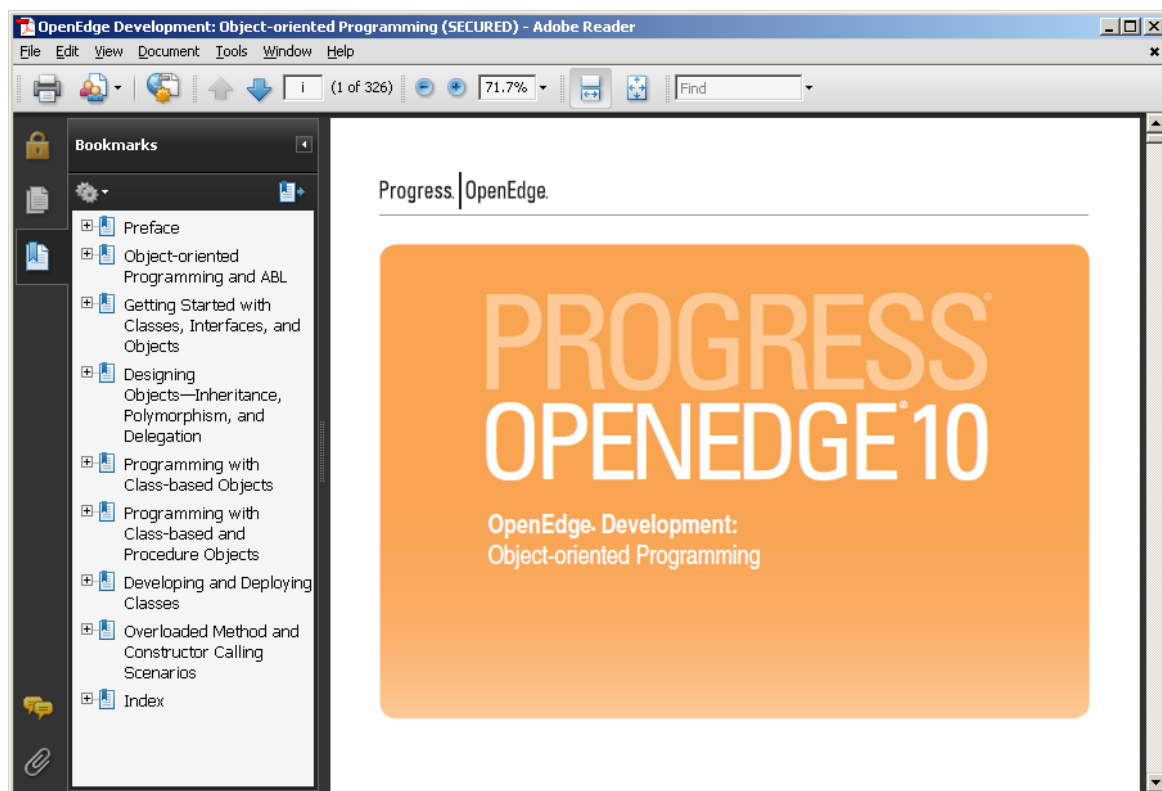 OpenEdge Development: Object-oriented Programming (SECURED) - Adobe Reader
File Edit View Document Tools Window Help
i (1 of 326) 71.7% Find
Bookmarks
Preface
Object-oriented
Programming and ABL
Getting Started with
Classes, Interfaces, and
Objects
Designing
Objects—Inheritance,
Polymorphism, and
Delegation
Programming with
Class-based Objects
Programming with
Class-based and
Procedure Objects
Developing and Deploying
Classes
Overloaded Method and
Constructor Calling
Scenarios
Index
Progress. OpenEdge.
PROGRESS®
OPENEDGE® 10
OpenEdge® Development:
Object-oriented Programming